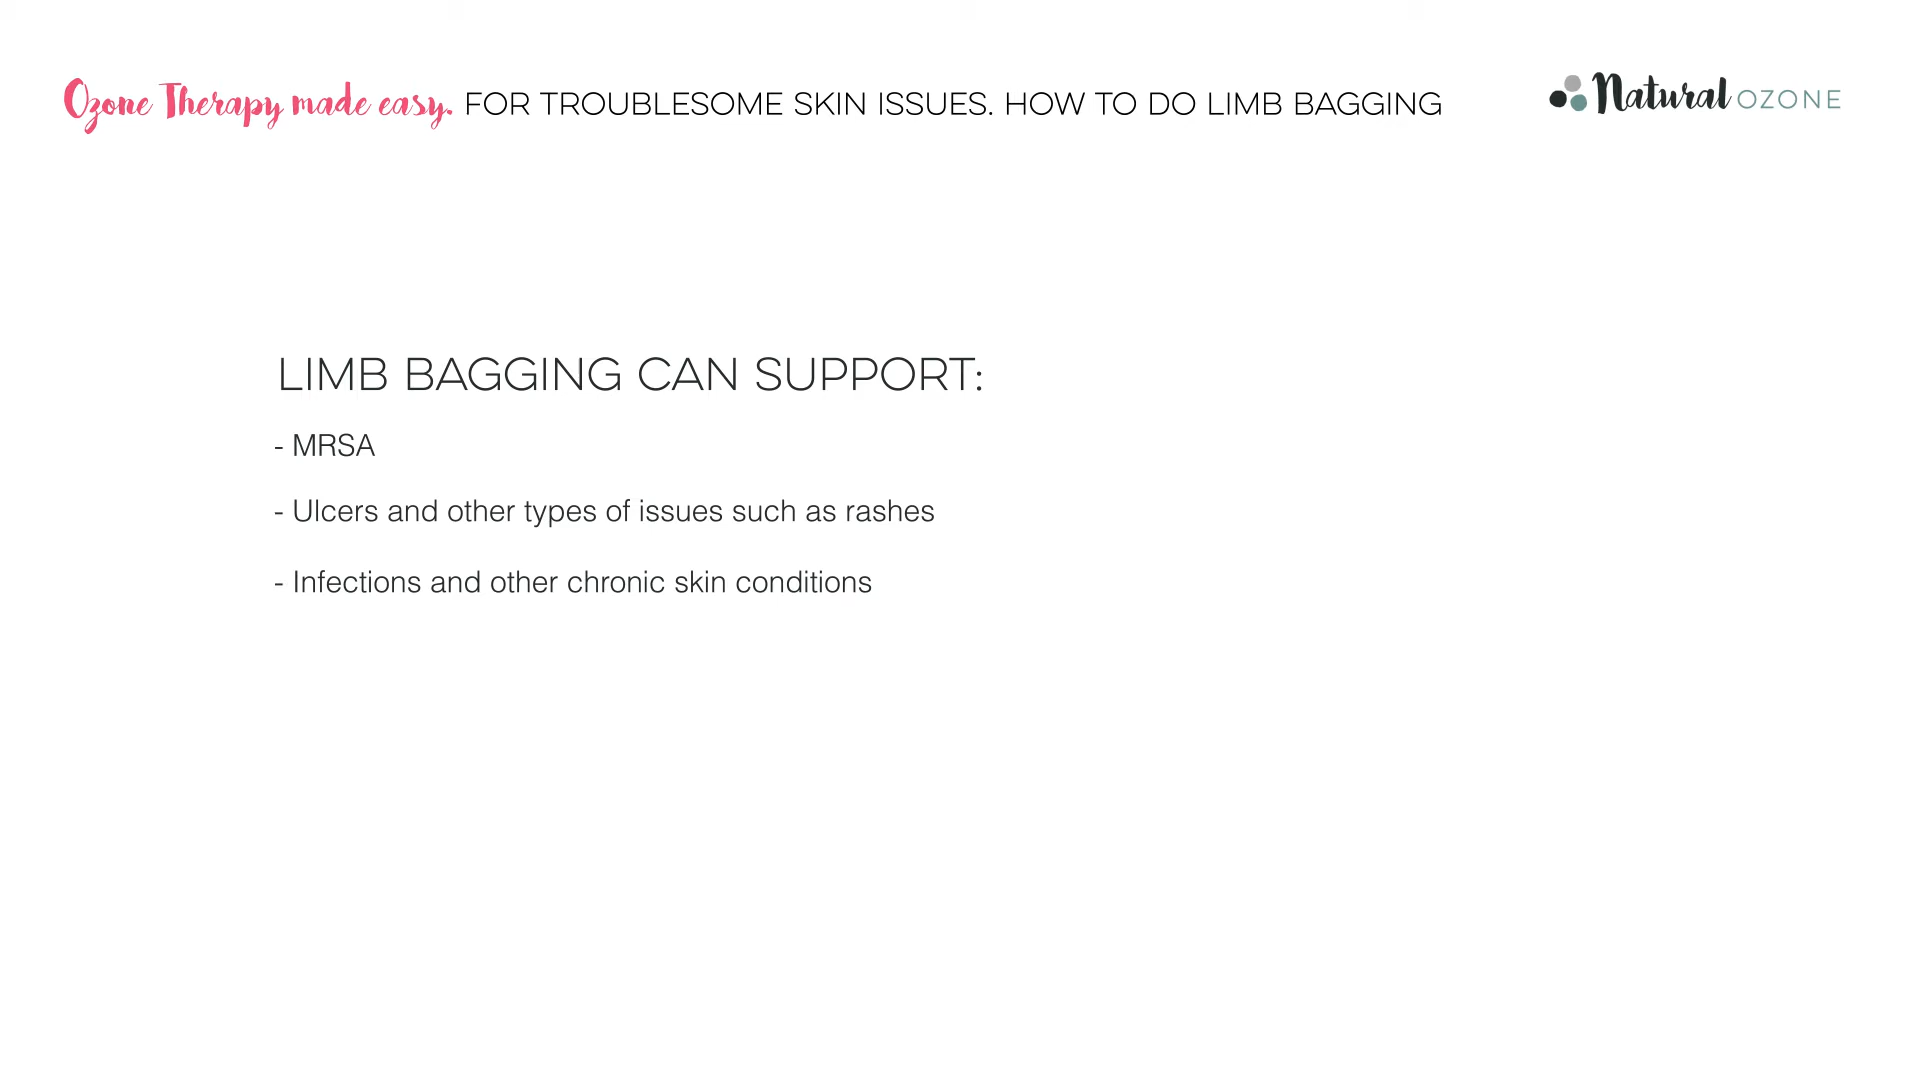 Ozone Therapy made easy. FOR TROUBLESOME SKIN ISSUES. HOW TO DO LIMB BAGGING
Natural OZONE
LIMB BAGGING CAN SUPPORT:
- MRSA
- Ulcers and other types of issues such as rashes
- Infections and other chronic skin conditions